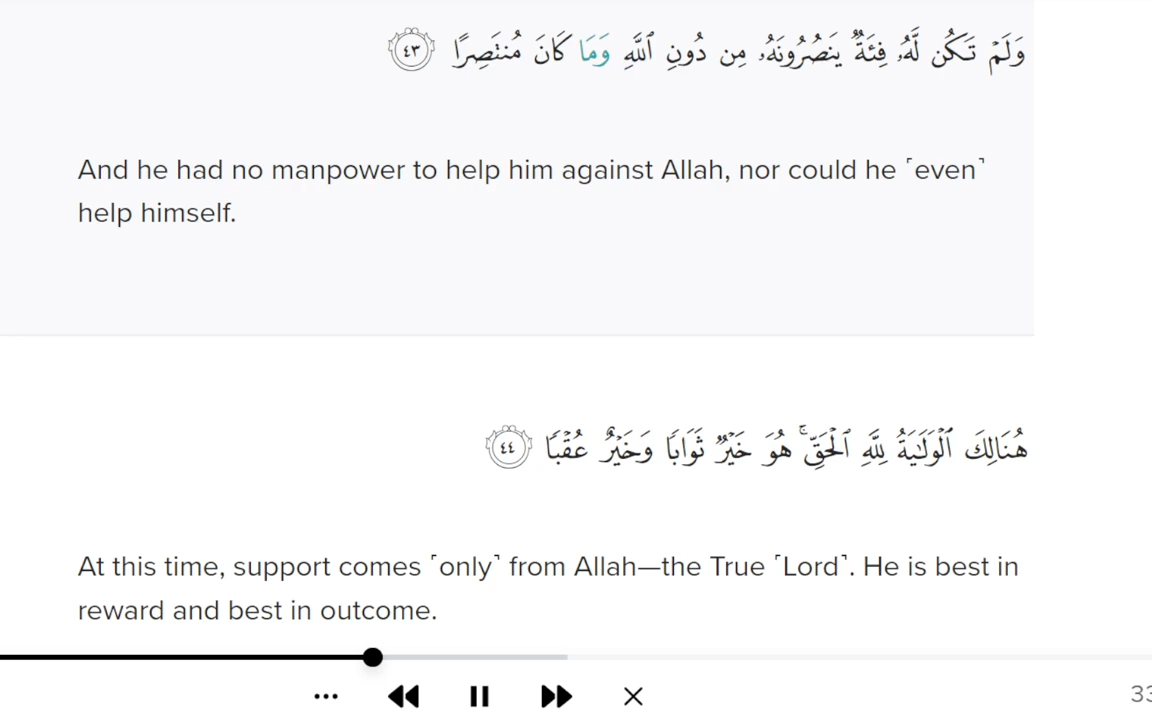 وَلَمْ تَكُن لَّهُۥ فِئَةٌ يَنصُرُونَهُۥ مِن دُونِ ٱللَّهِ وَمَا كَانَ مُنتَصِرًا ٤٣
And he had no manpower to help him against Allah, nor could he ˹even˺
help himself.
هُنَالِكَ ٱلْوَلَـٰيَةُ لِلَّهِ ٱلْحَقِّ ۚ هُوَ خَيْرٌ ثَوَابًا وَخَيْرٌ عُقْبًا ٤٤
At this time, support comes ˹only˺ from Allah—the True ˹Lord˺. He is best in
reward and best in outcome.